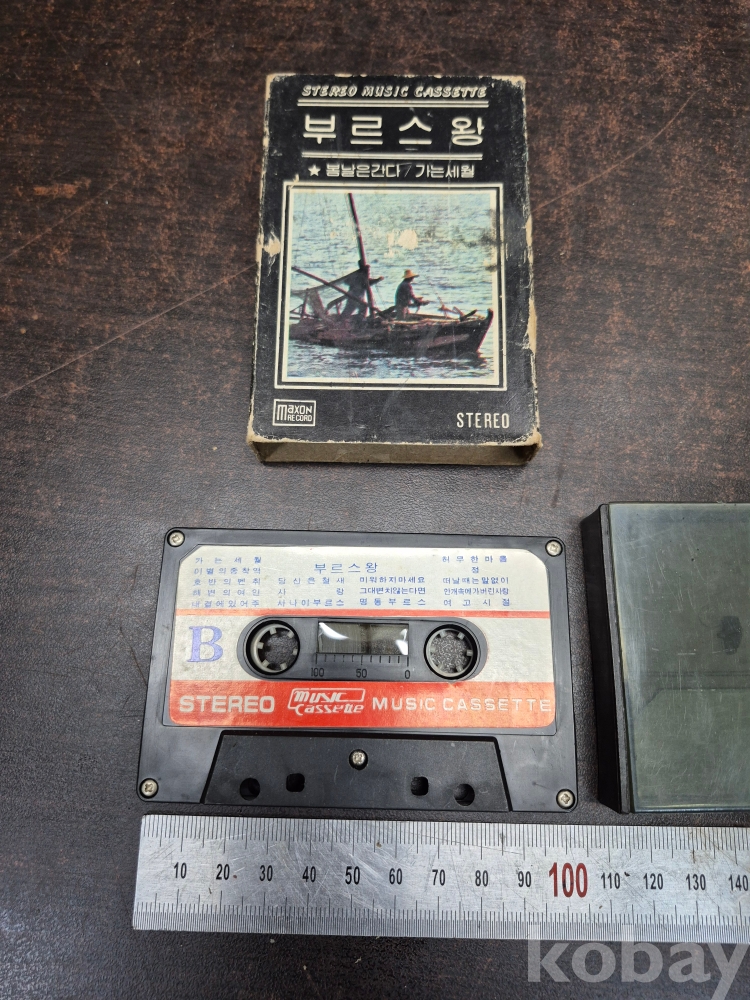 STEREO MUSIC CASSETTE
부르스왕
★ 봄날은간다 / 가는세월
maxon
RECORD
STEREO
부르스왕
가는세월
이별의종착역
호반의벤취
해변의여인
내곁에있어주
당신은철새
사랑
사나이부르스
미워하지마세요
그대변치않는다면
명동부르스
허무한마음
정
떠날때는말없이
안개속에가버린사랑
여고시절
B
100 50 0
STEREO MUSIC Cassette MUSIC CASSETTE
10 20 30 40 50 60 70 80 90 100 110 120 130 140
kobay